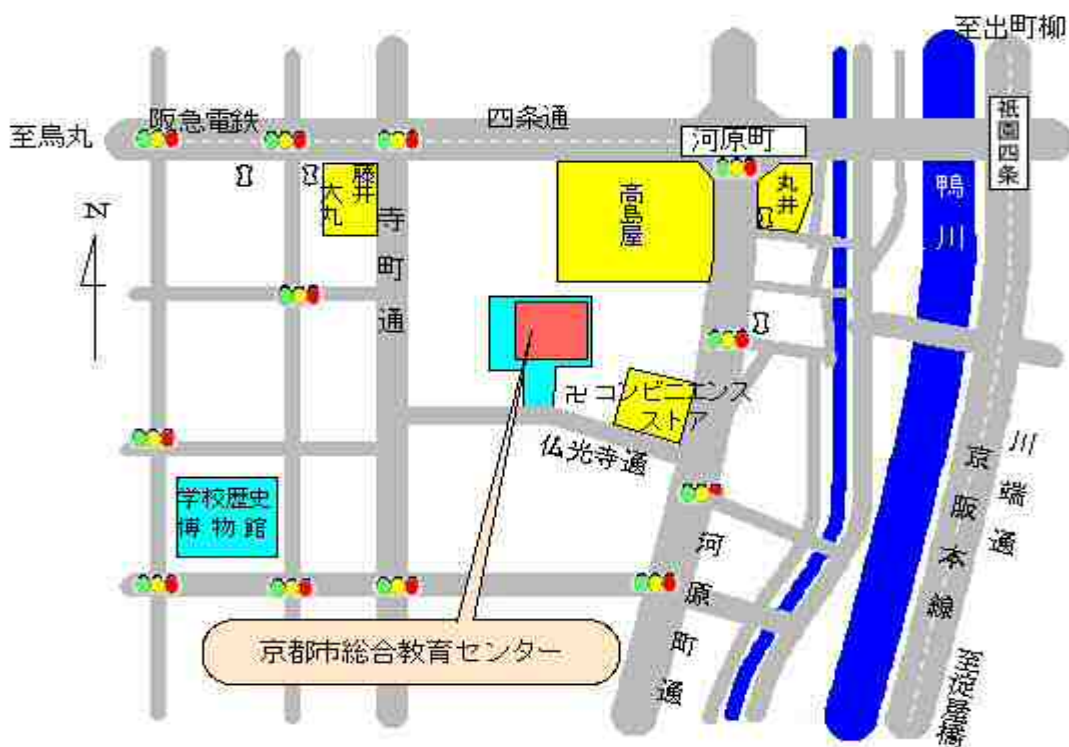 至出町柳
阪急電鉄
四条通
至烏丸
河原町
祇園四条
藤井
大丸
高島屋
丸井
鴨川
N
寺町通
卍コンビニエンス
ストア
仏光寺通
学校歴史
博物館
川端通
京阪本線
河原町通
京都市総合教育センター
至淀屋橋